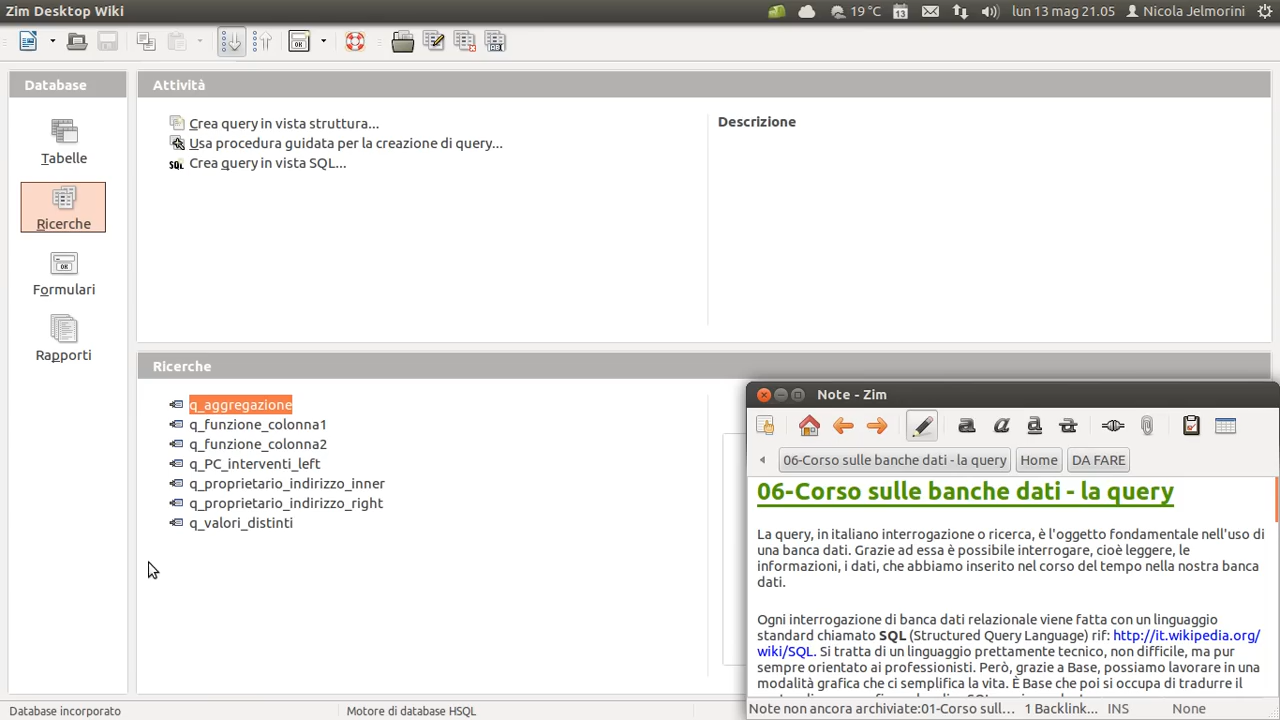 Zim Desktop Wiki
19 °C
13
lun 13 mag 21.05
Nicola Jelmorini
Database
Attività
Tabelle
Ricerche
Formulari
Rapporti
Crea query in vista struttura...
Usa procedura guidata per la creazione di query...
SQL Crea query in vista SQL...
Descrizione
Ricerche
q_aggregazione
q_funzione_colonna1
q_funzione_colonna2
q_PC_interventi_left
q_proprietario_indirizzo_inner
q_proprietario_indirizzo_right
q_valori_distinti
Note - Zim
06-Corso sulle banche dati - la query
Home
DA FARE
06-Corso sulle banche dati - la query
La query, in italiano interrogazione o ricerca, è l'oggetto fondamentale nell'uso di
una banca dati. Grazie ad essa è possibile interrogare, cioè leggere, le
informazioni, i dati, che abbiamo inserito nel corso del tempo nella nostra banca
dati.
Ogni interrogazione di banca dati relazionale viene fatta con un linguaggio
standard chiamato SQL (Structured Query Language) rif: http://it.wikipedia.org/
wiki/SQL. Si tratta di un linguaggio prettamente tecnico, non difficile, ma pur
sempre orientato ai professionisti. Però, grazie a Base, possiamo lavorare in una
modalità grafica che ci semplifica la vita. È Base che poi si occupa di tradurre il
Note non ancora archiviate:01-Corso sull...
1 Backlink...
INS
None
Database incorporato
Motore di database HSQL